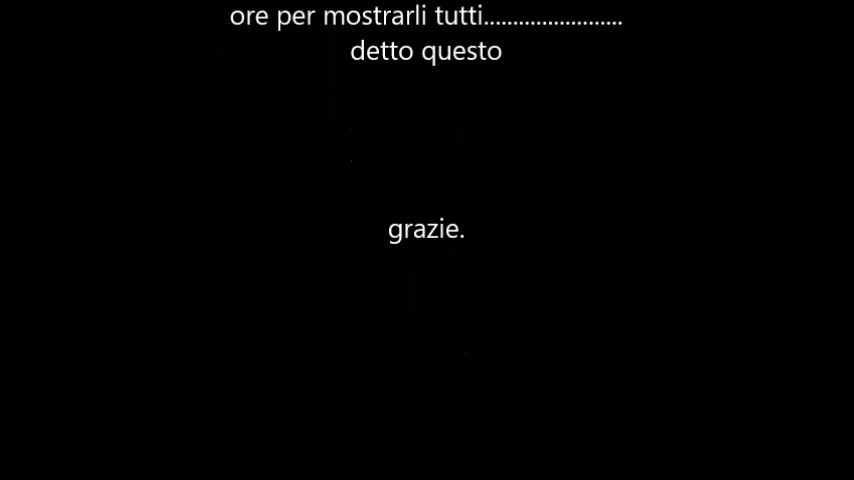 ore per mostrarli tutti.......................
detto questo
grazie.